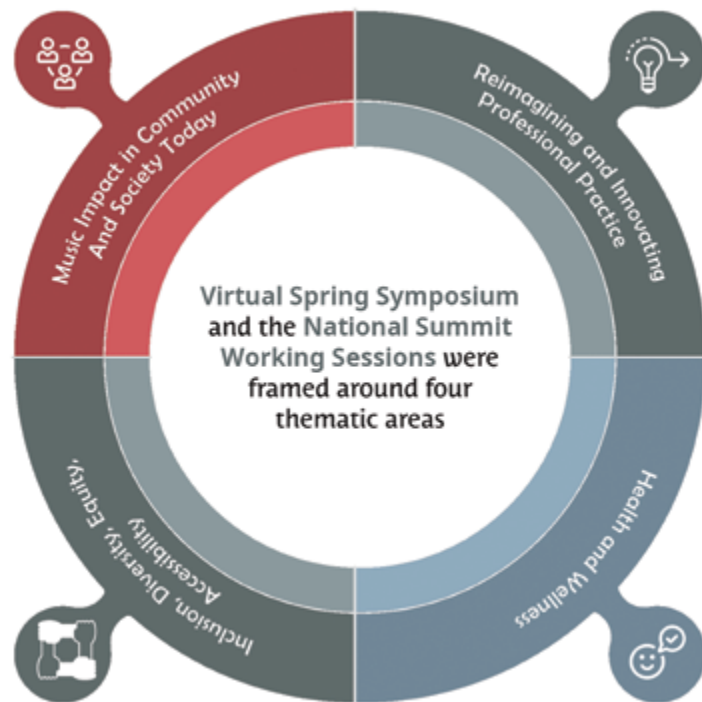 Music Impact in Community
And Society Today
Reimagining and Innovating
Professional Practice
Virtual Spring Symposium
and the National Summit
Working Sessions were
framed around four
thematic areas
Inclusion, Diversity, Equity,
Accessibility
Health and Wellness